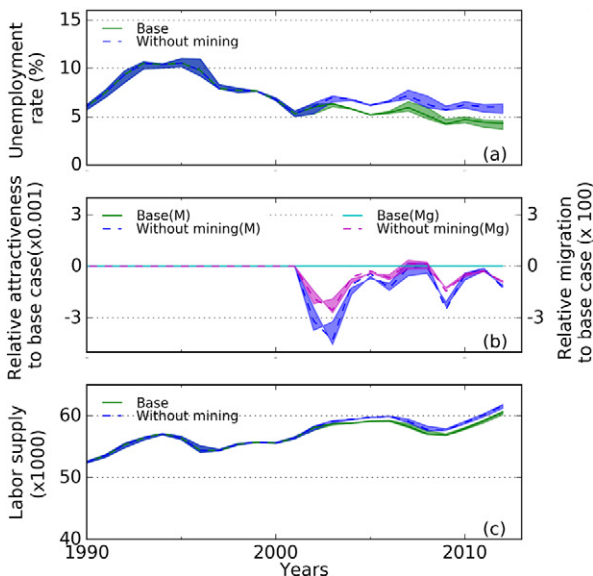 Unemployment
rate (%)
15
10
5
0
Base
Without mining
(a)
Relative attractiveness
to base case(x0.001)
3
0
-3
Base(M)
Without mining(M)
Base(Mg)
Without mining(Mg)
3
0
-3
Relative migration
to base case (x 100)
(b)
Labor supply
(x1000)
60
50
40
Base
Without mining
(c)
1990
2000
2010
Years